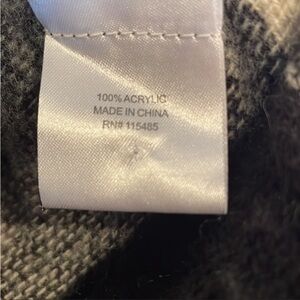 100% ACRYLIC
MADE IN CHINA
RN# 115485